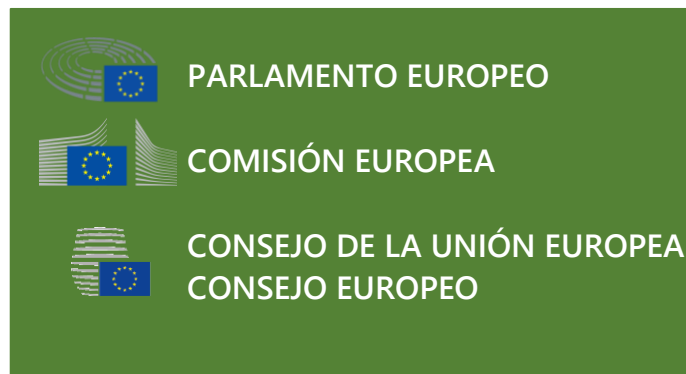 PARLAMENTO EUROPEO
COMISIÓN EUROPEA
CONSEJO DE LA UNIÓN EUROPEA
CONSEJO EUROPEO